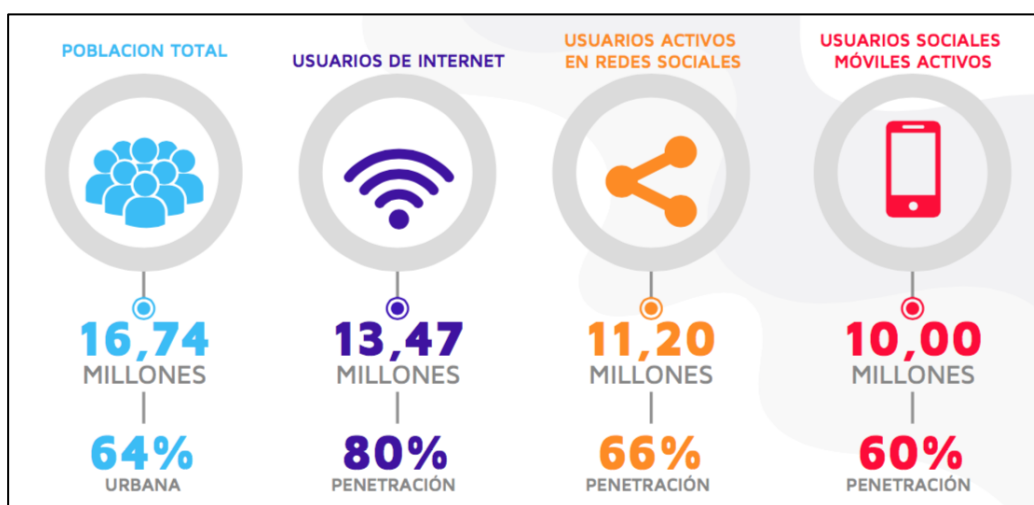 POBLACION TOTAL
16,74
MILLONES
64%
URBANA
USUARIOS DE INTERNET
13,47
MILLONES
80%
PENETRACIÓN
USUARIOS ACTIVOS
EN REDES SOCIALES
11,20
MILLONES
66%
PENETRACIÓN
USUARIOS SOCIALES
MÓVILES ACTIVOS
10,00
MILLONES
60%
PENETRACIÓN